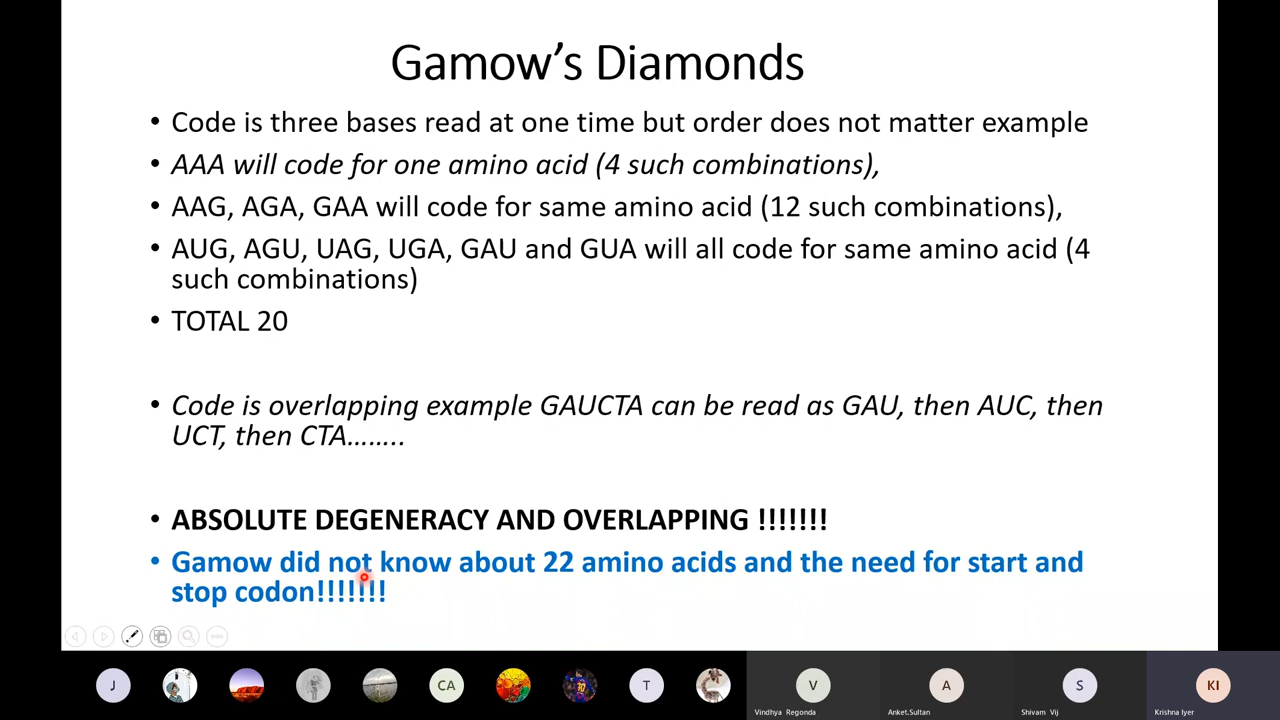 Gamow’s Diamonds
• Code is three bases read at one time but order does not matter example
• AAA will code for one amino acid (4 such combinations),
• AAG, AGA, GAA will code for same amino acid (12 such combinations),
• AUG, AGU, UAG, UGA, GAU and GUA will all code for same amino acid (4
such combinations)
• TOTAL 20
• Code is overlapping example GAUCTA can be read as GAU, then AUC, then
UCT, then CTA……..
• ABSOLUTE DEGENERACY AND OVERLAPPING !!!!!!!
• Gamow did not know about 22 amino acids and the need for start and
stop codon!!!!!!!
J CA T V A S KI
Vindhya Regonda Anket.Sultan Shivam Vij Krishna Iyer